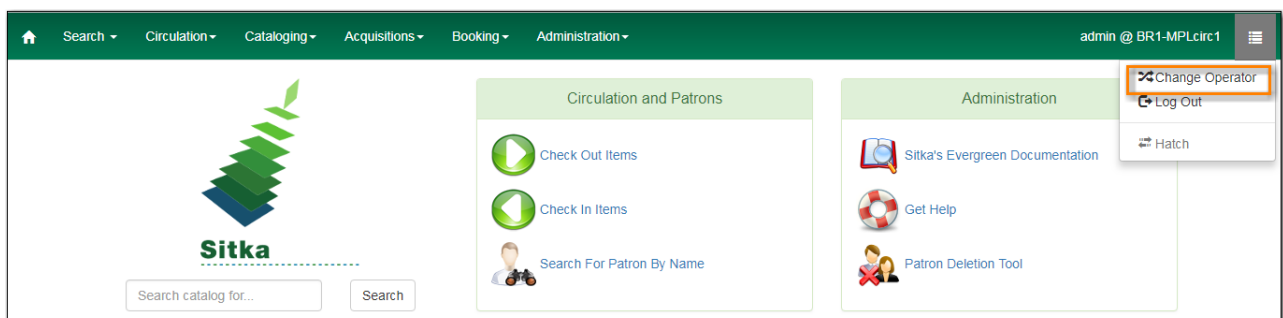 Search Circulation Cataloging Acquisitions Booking Administration admin @ BR1-MPLcirc1
Change Operator
Log Out
Hatch
Sitka
Search catalog for... Search
Circulation and Patrons
Check Out Items
Check In Items
Search For Patron By Name
Administration
Sitka's Evergreen Documentation
Get Help
Patron Deletion Tool